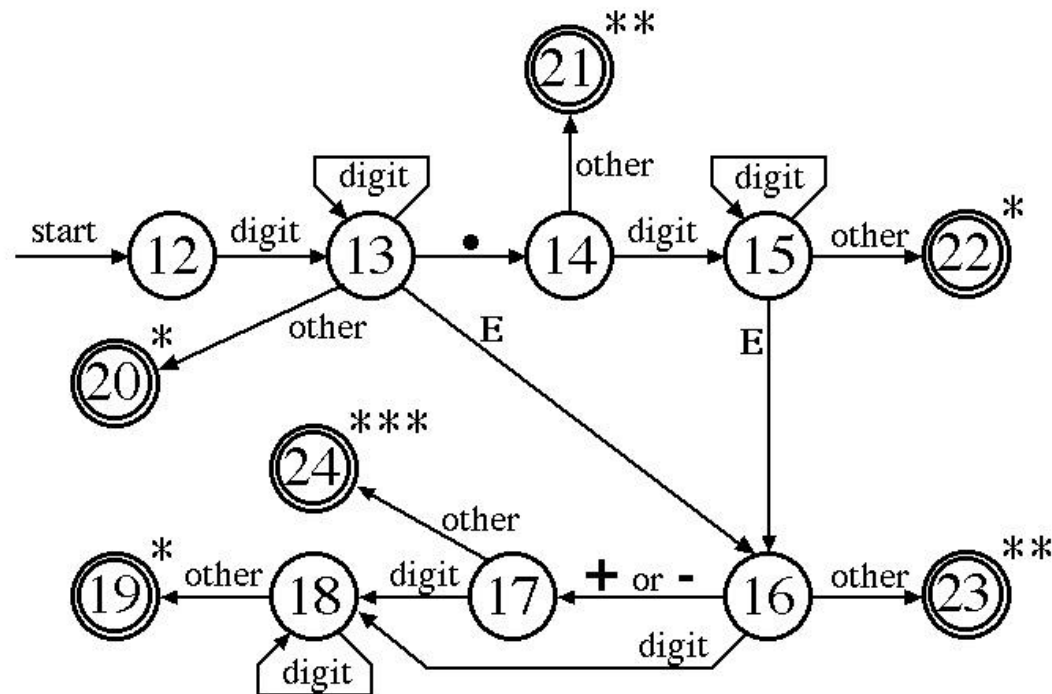 21 **
other
digit
digit
start
12
digit
13
•
14
digit
15
other
22 *
other
E
E
20 *
24 ***
other
19 *
other
18
digit
17
+ or -
16
other
23 **
digit
digit